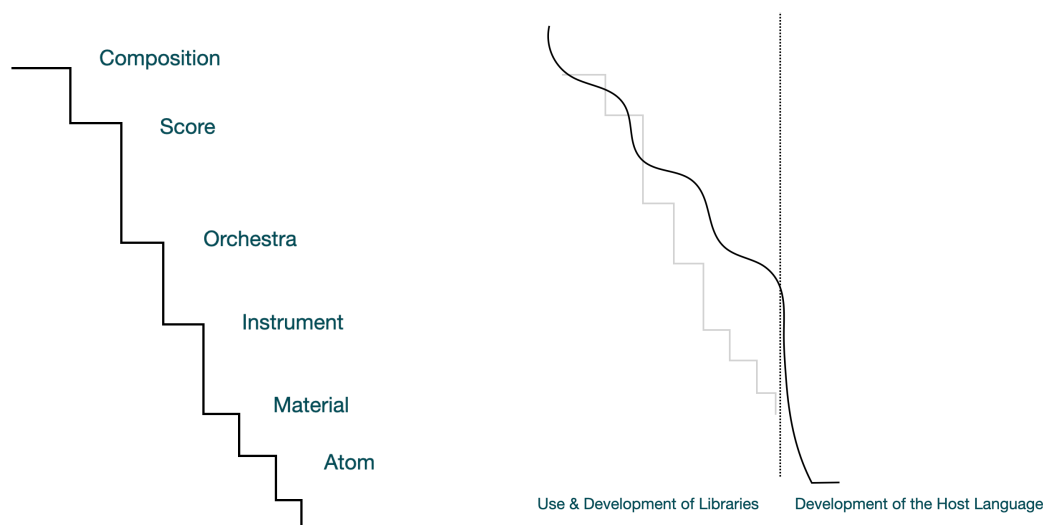 Composition
Score
Orchestra
Instrument
Material
Atom
Use & Development of Libraries
Development of the Host Language